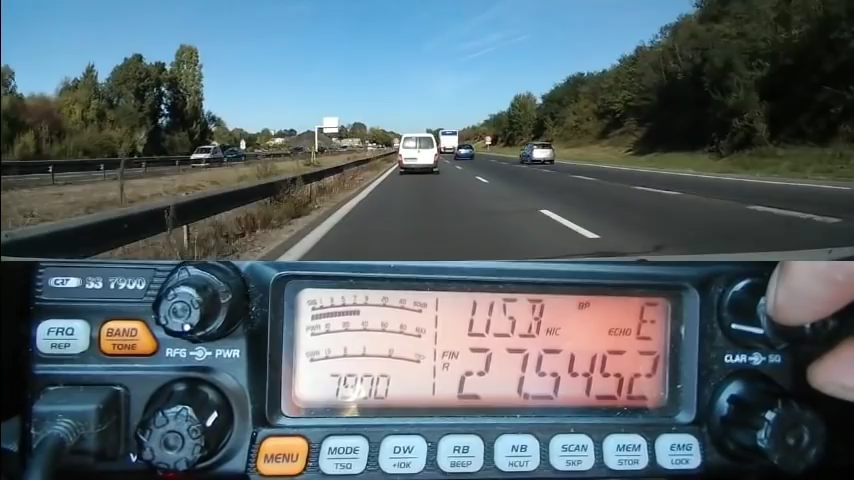 CRT SS 7900
FRQ
REP
BAND
TONE
RFG PWR
USB
HIC
BP
ECHO E
FIN
R 27.5452
7900
CLAR SQ
MENU
MODE
TSQ
DW
+10K
RB
BEEP
NB
HCUT
SCAN
SKP
MEM
STOR
EMG
LOCK